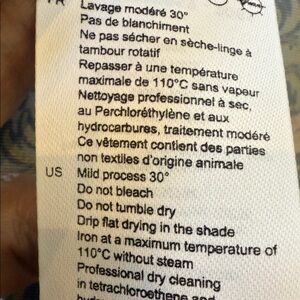 FR Lavage modéré 30°
Pas de blanchiment
Ne pas sécher en sèche-linge à
tambour rotatif
Repasser à une température
maximale de 110°C sans vapeur
Nettoyage professionnel à sec,
au Perchloréthylène et aux
hydrocarbures, traitement modéré
Ce vêtement contient des parties
non textiles d'origine animale
US Mild process 30°
Do not bleach
Do not tumble dry
Drip flat drying in the shade
Iron at a maximum temperature of
110°C without steam
Professional dry cleaning
in tetrachloroethene and